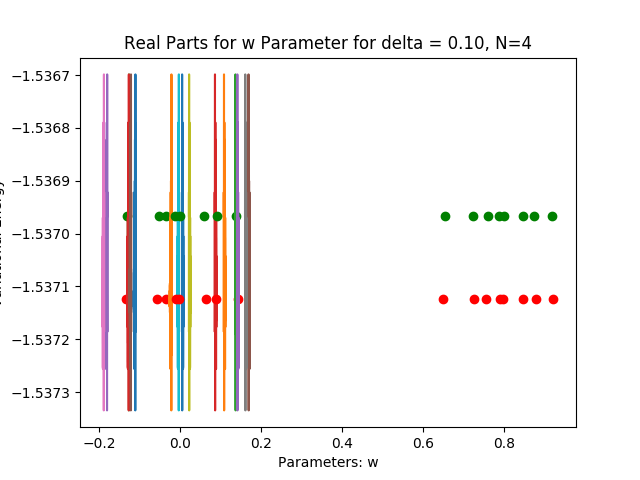 Real Parts for w Parameter for delta = 0.10, N=4
−1.5367
−1.5368
−1.5369
−1.5370
−1.5371
−1.5372
−1.5373
−0.2 0.0 0.2 0.4 0.6 0.8
Parameters: w